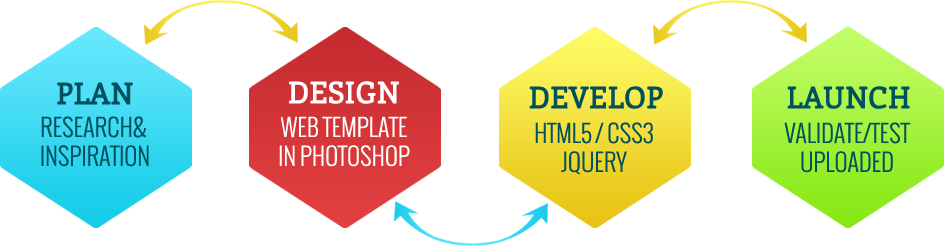 PLAN
RESEARCH&
INSPIRATION
DESIGN
WEB TEMPLATE
IN PHOTOSHOP
DEVELOP
HTML5 / CSS3
JQUERY
LAUNCH
VALIDATE/TEST
UPLOADED